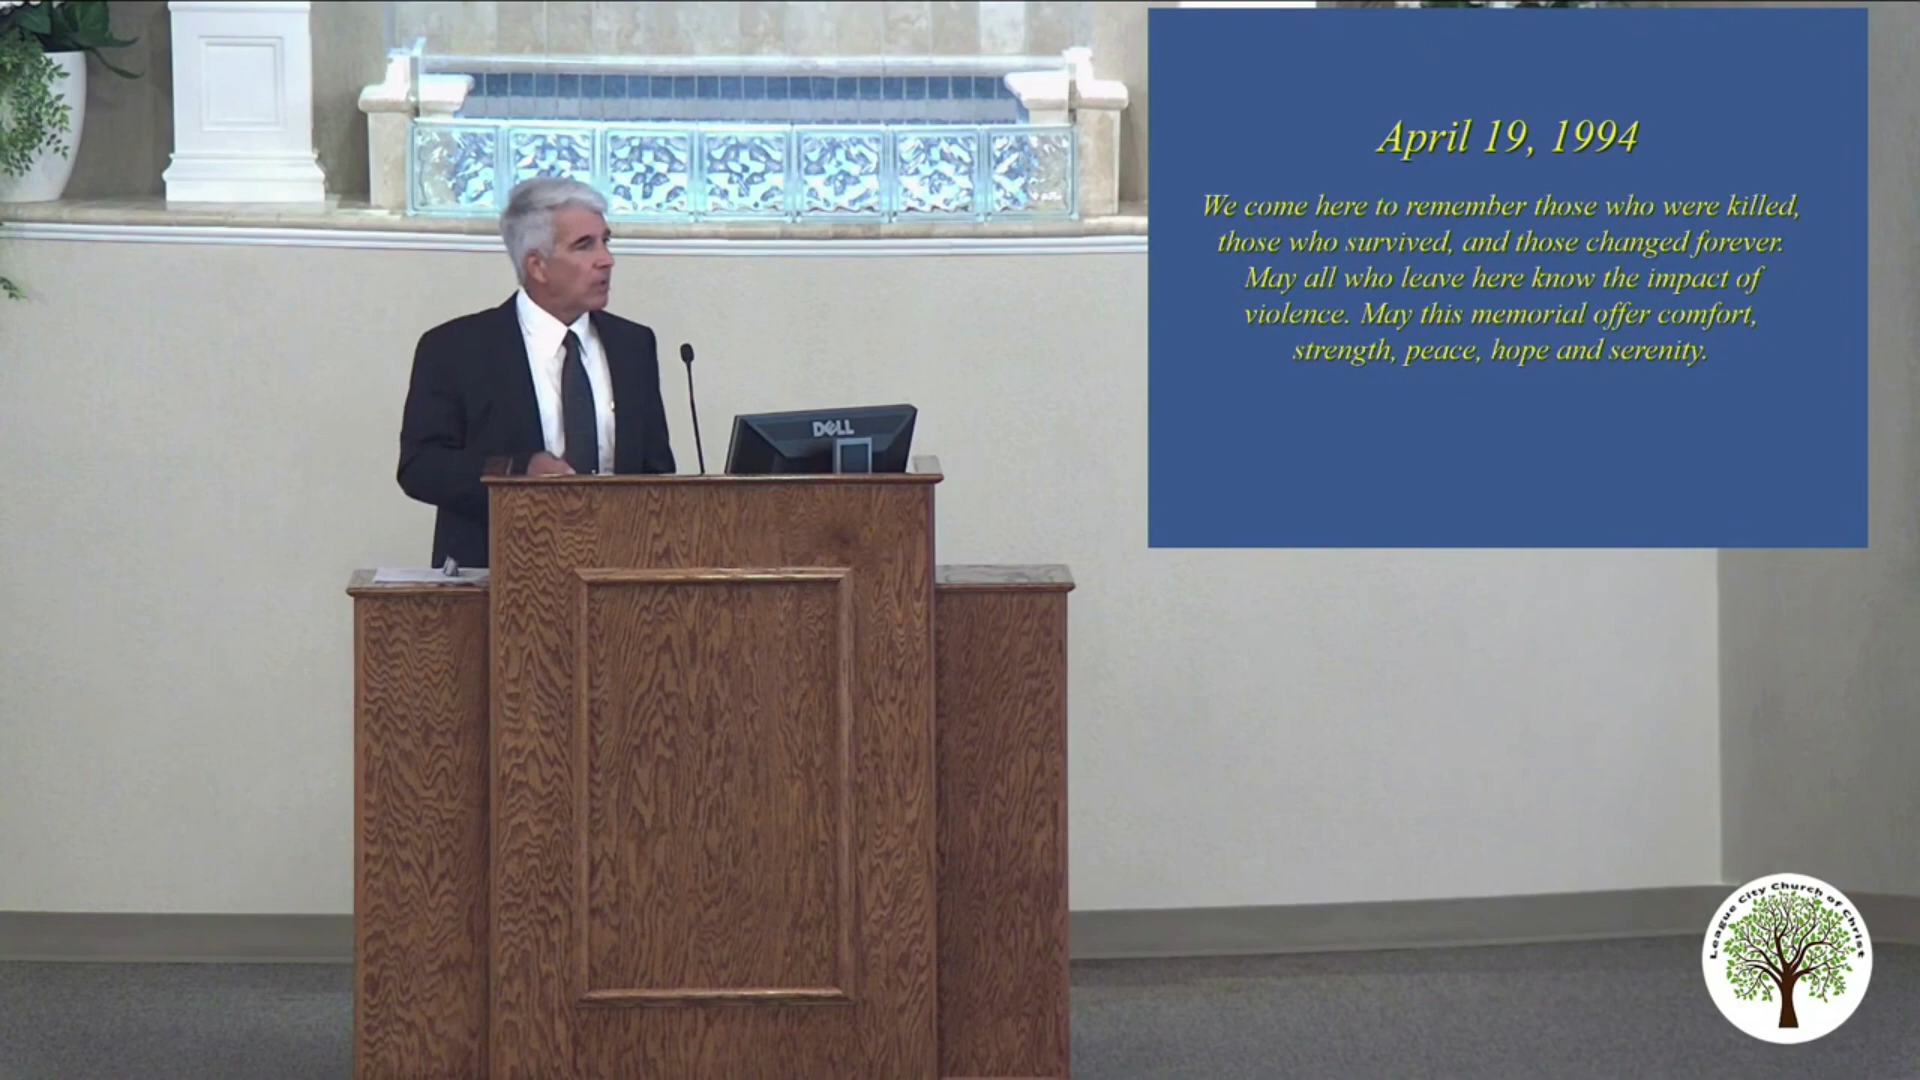 April 19, 1994
We come here to remember those who were killed,
those who survived, and those changed forever.
May all who leave here know the impact of
violence. May this memorial offer comfort,
strength, peace, hope and serenity.
DELL
League City Church of Christ